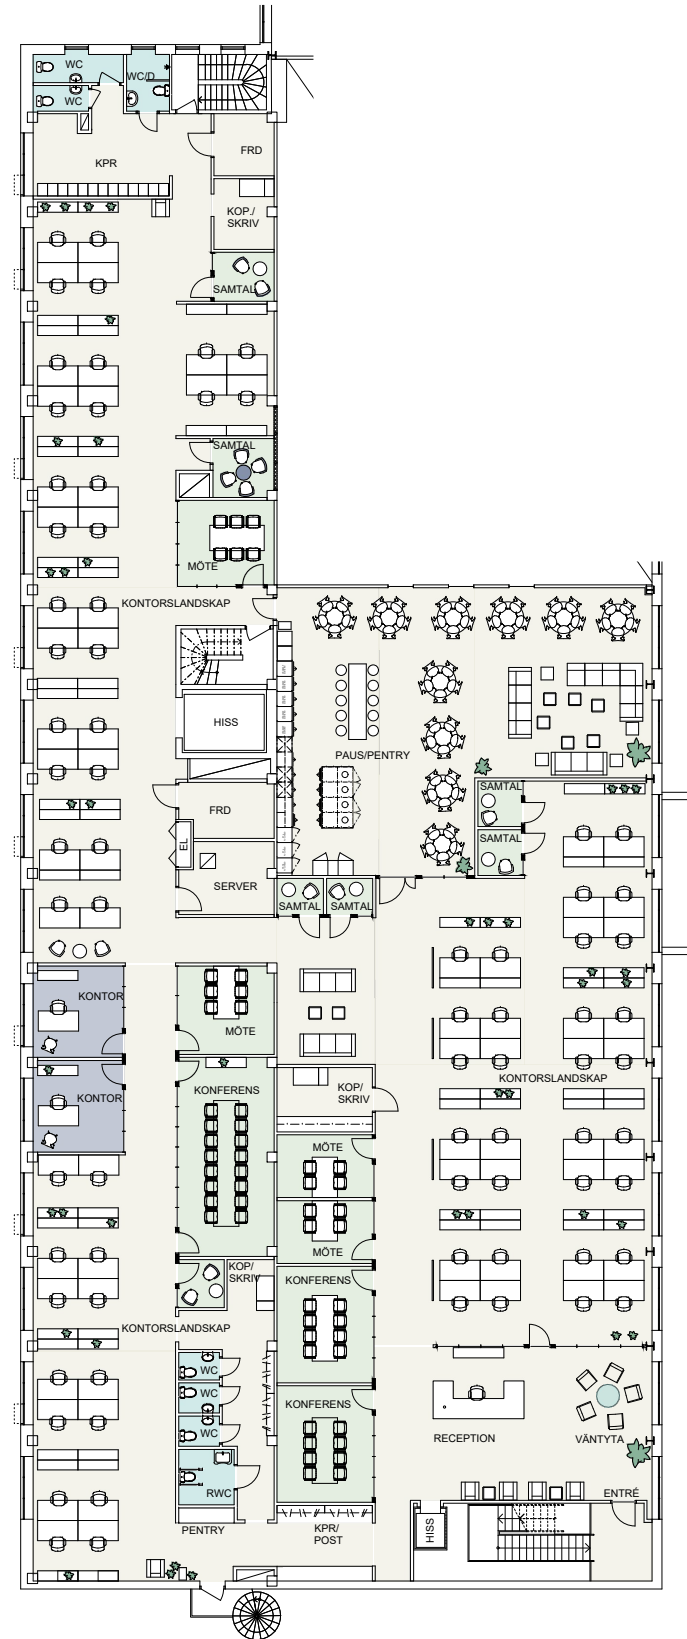 WC
WC/D
WC
FRD
KPR
KOP./
SKRIV
SAMTAL
SAMTAL
MÖTE
KONTORSLANDSKAP
HISS
PAUS/PENTRY
SAMTAL
FRD
EL
SAMTAL
SERVER
SAMTAL
SAMTAL
KONTOR
MÖTE
KONTOR
KONFERENS
KOP/
SKRIV
KONTORSLANDSKAP
MÖTE
MÖTE
KOP/
SKRIV
KONFERENS
KONTORSLANDSKAP
WC
WC
WC
KONFERENS
RECEPTION
VÄNTYTA
RWC
ENTRÉ
PENTRY
KPR/
POST
HISS